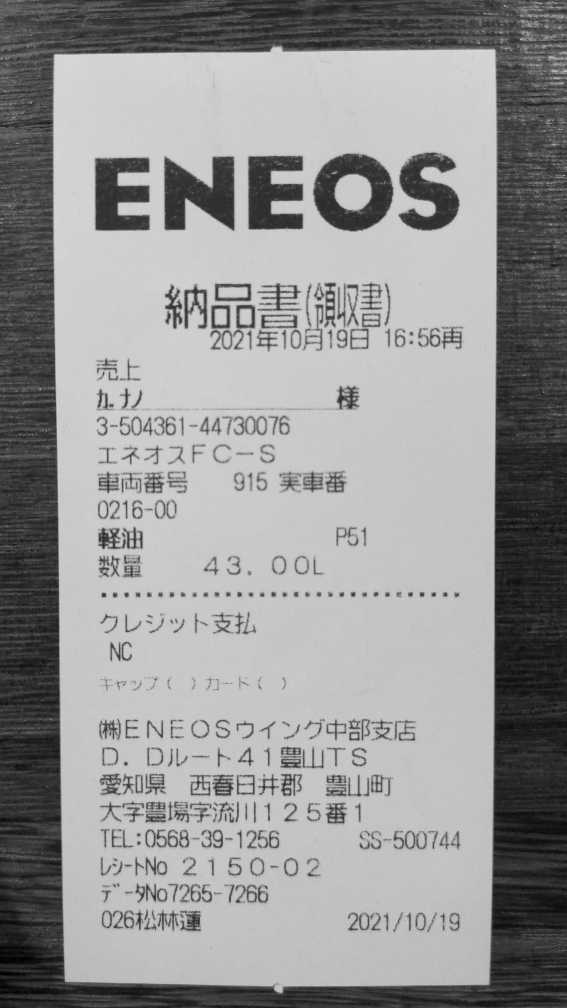 ENEOS
納品書(領収書)
2021年10月19日 16:56再
売上
カ.ナノ 様
3-504361-44730076
エネオスFC-S
車両番号 915 実車番
0216-00
軽油 P51
数量 43.00L
クレジット支払
NC
キャップ( )カード( )
㈱ENEOSウイング中部支店
D.Dルート41豊山TS
愛知県 西春日井郡 豊山町
大字豊場字流川125番1
TEL:0568-39-1256 SS-500744
レシートNo 2150-02
データNo7265-7266
026松林蓮 2021/10/19